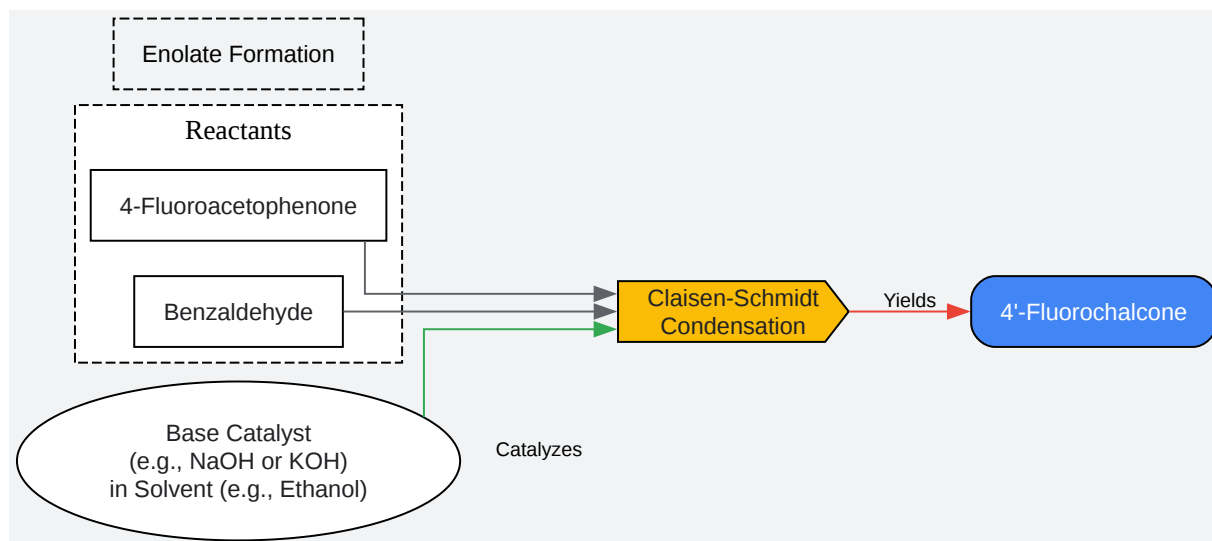 Enolate Formation
Reactants
4-Fluoroacetophenone
Benzaldehyde
Claisen-Schmidt
Condensation
Yields
4'-Fluorochalcone
Base Catalyst
(e.g., NaOH or KOH)
in Solvent (e.g., Ethanol)
Catalyzes